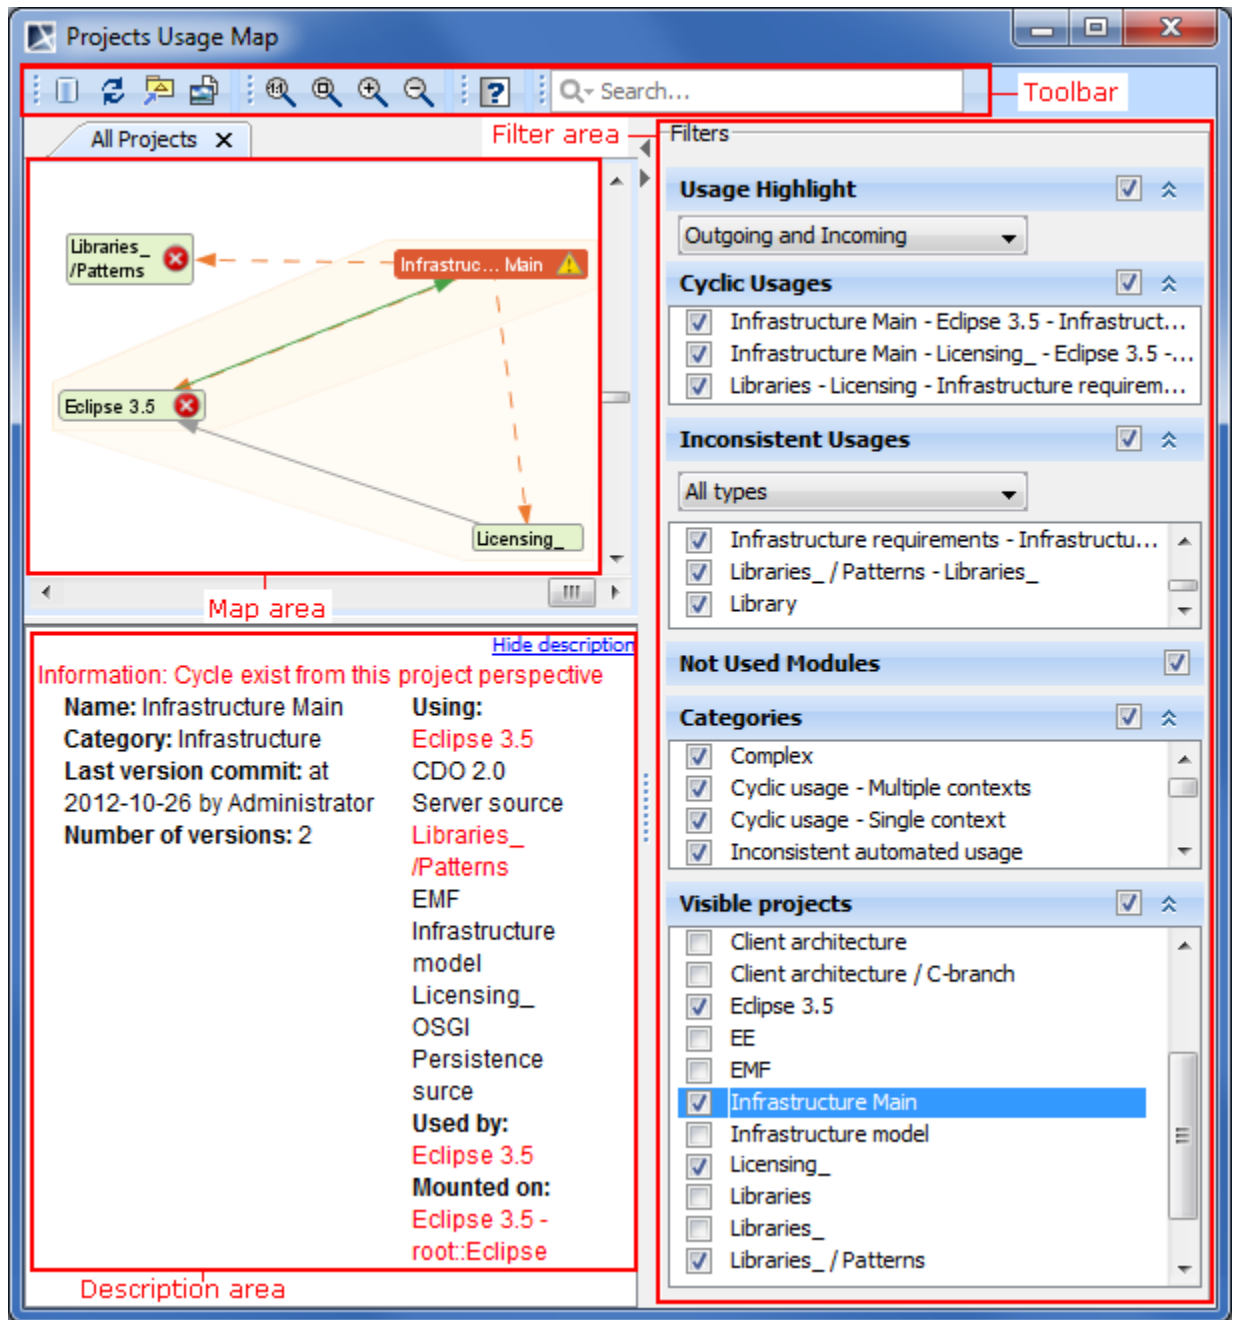 Projects Usage Map
1:1
?
Search...
Toolbar
All Projects X
Filter area
Filters
Libraries_
/Patterns
Infrastruc... Main
Eclipse 3.5
Licensing_
Map area
Hide description
Information: Cycle exist from this project perspective
Name: Infrastructure Main
Category: Infrastructure
Last version commit: at
2012-10-26 by Administrator
Number of versions: 2
Using:
Eclipse 3.5
CDO 2.0
Server source
Libraries_
/Patterns
EMF
Infrastructure
model
Licensing_
OSGI
Persistence
surce
Used by:
Eclipse 3.5
Mounted on:
Eclipse 3.5 -
root::Eclipse
Description area
Usage Highlight
Outgoing and Incoming
Cyclic Usages
Infrastructure Main - Eclipse 3.5 - Infrastruct...
Infrastructure Main - Licensing_ - Eclipse 3.5 -...
Libraries - Licensing - Infrastructure requirem...
Inconsistent Usages
All types
Infrastructure requirements - Infrastructu...
Libraries_ / Patterns - Libraries_
Library
Not Used Modules
Categories
Complex
Cyclic usage - Multiple contexts
Cyclic usage - Single context
Inconsistent automated usage
Visible projects
Client architecture
Client architecture / C-branch
Eclipse 3.5
EE
EMF
Infrastructure Main
Infrastructure model
Licensing_
Libraries
Libraries_
Libraries_ / Patterns